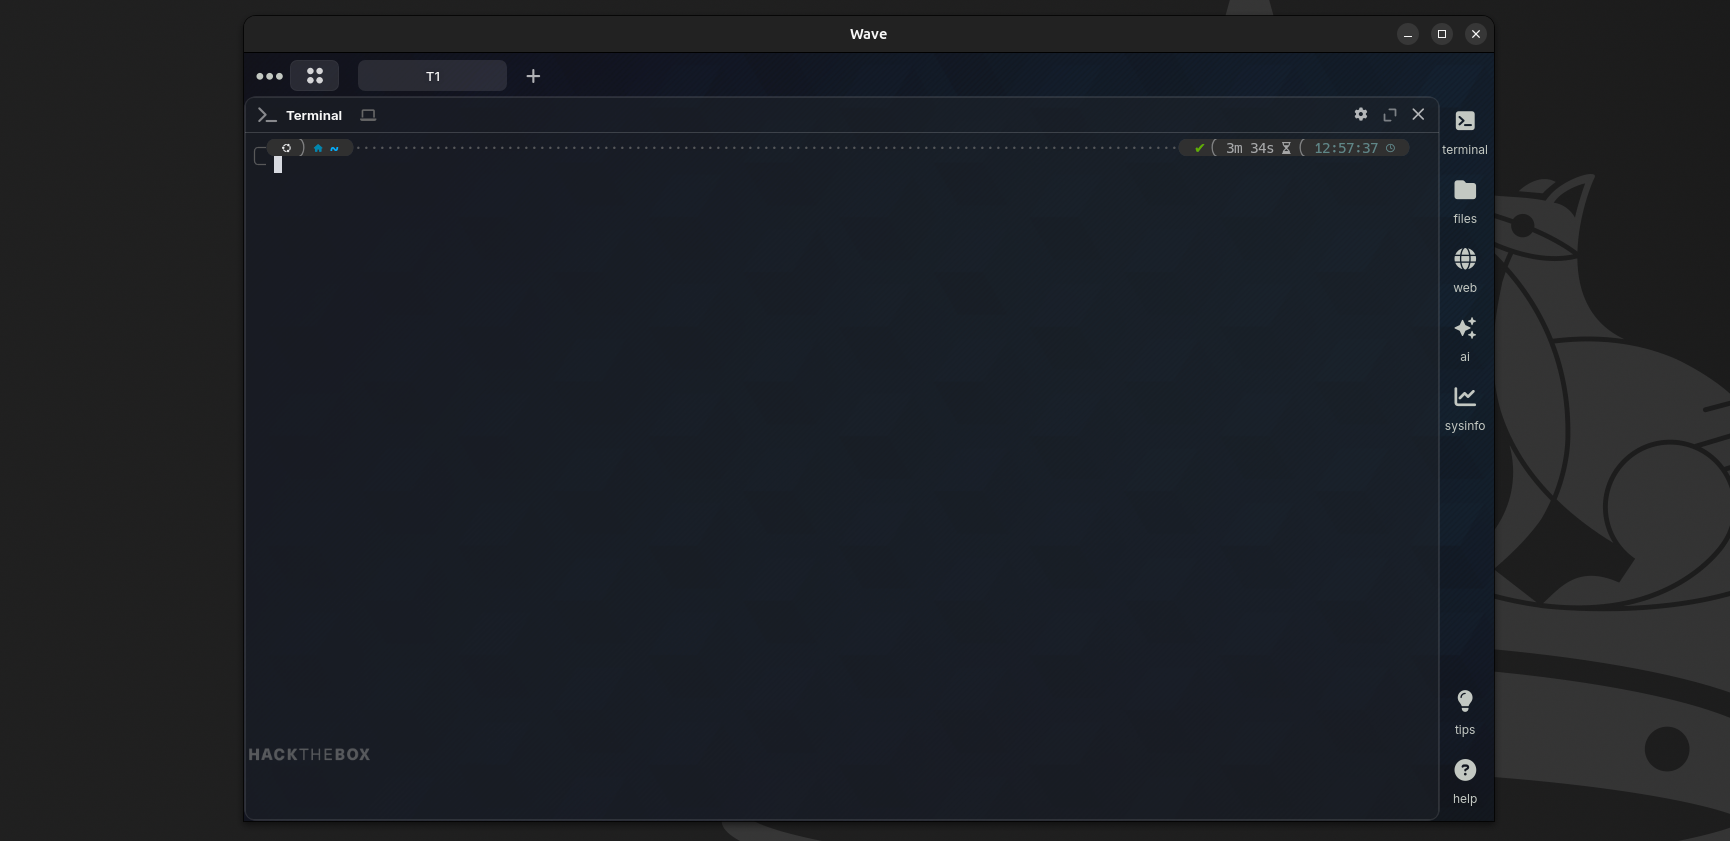 Wave
T1
Terminal
~ ✔ ( 3m 34s ( 12:57:37
terminal
files
web
ai
sysinfo
tips
help
HACKTHEBOX